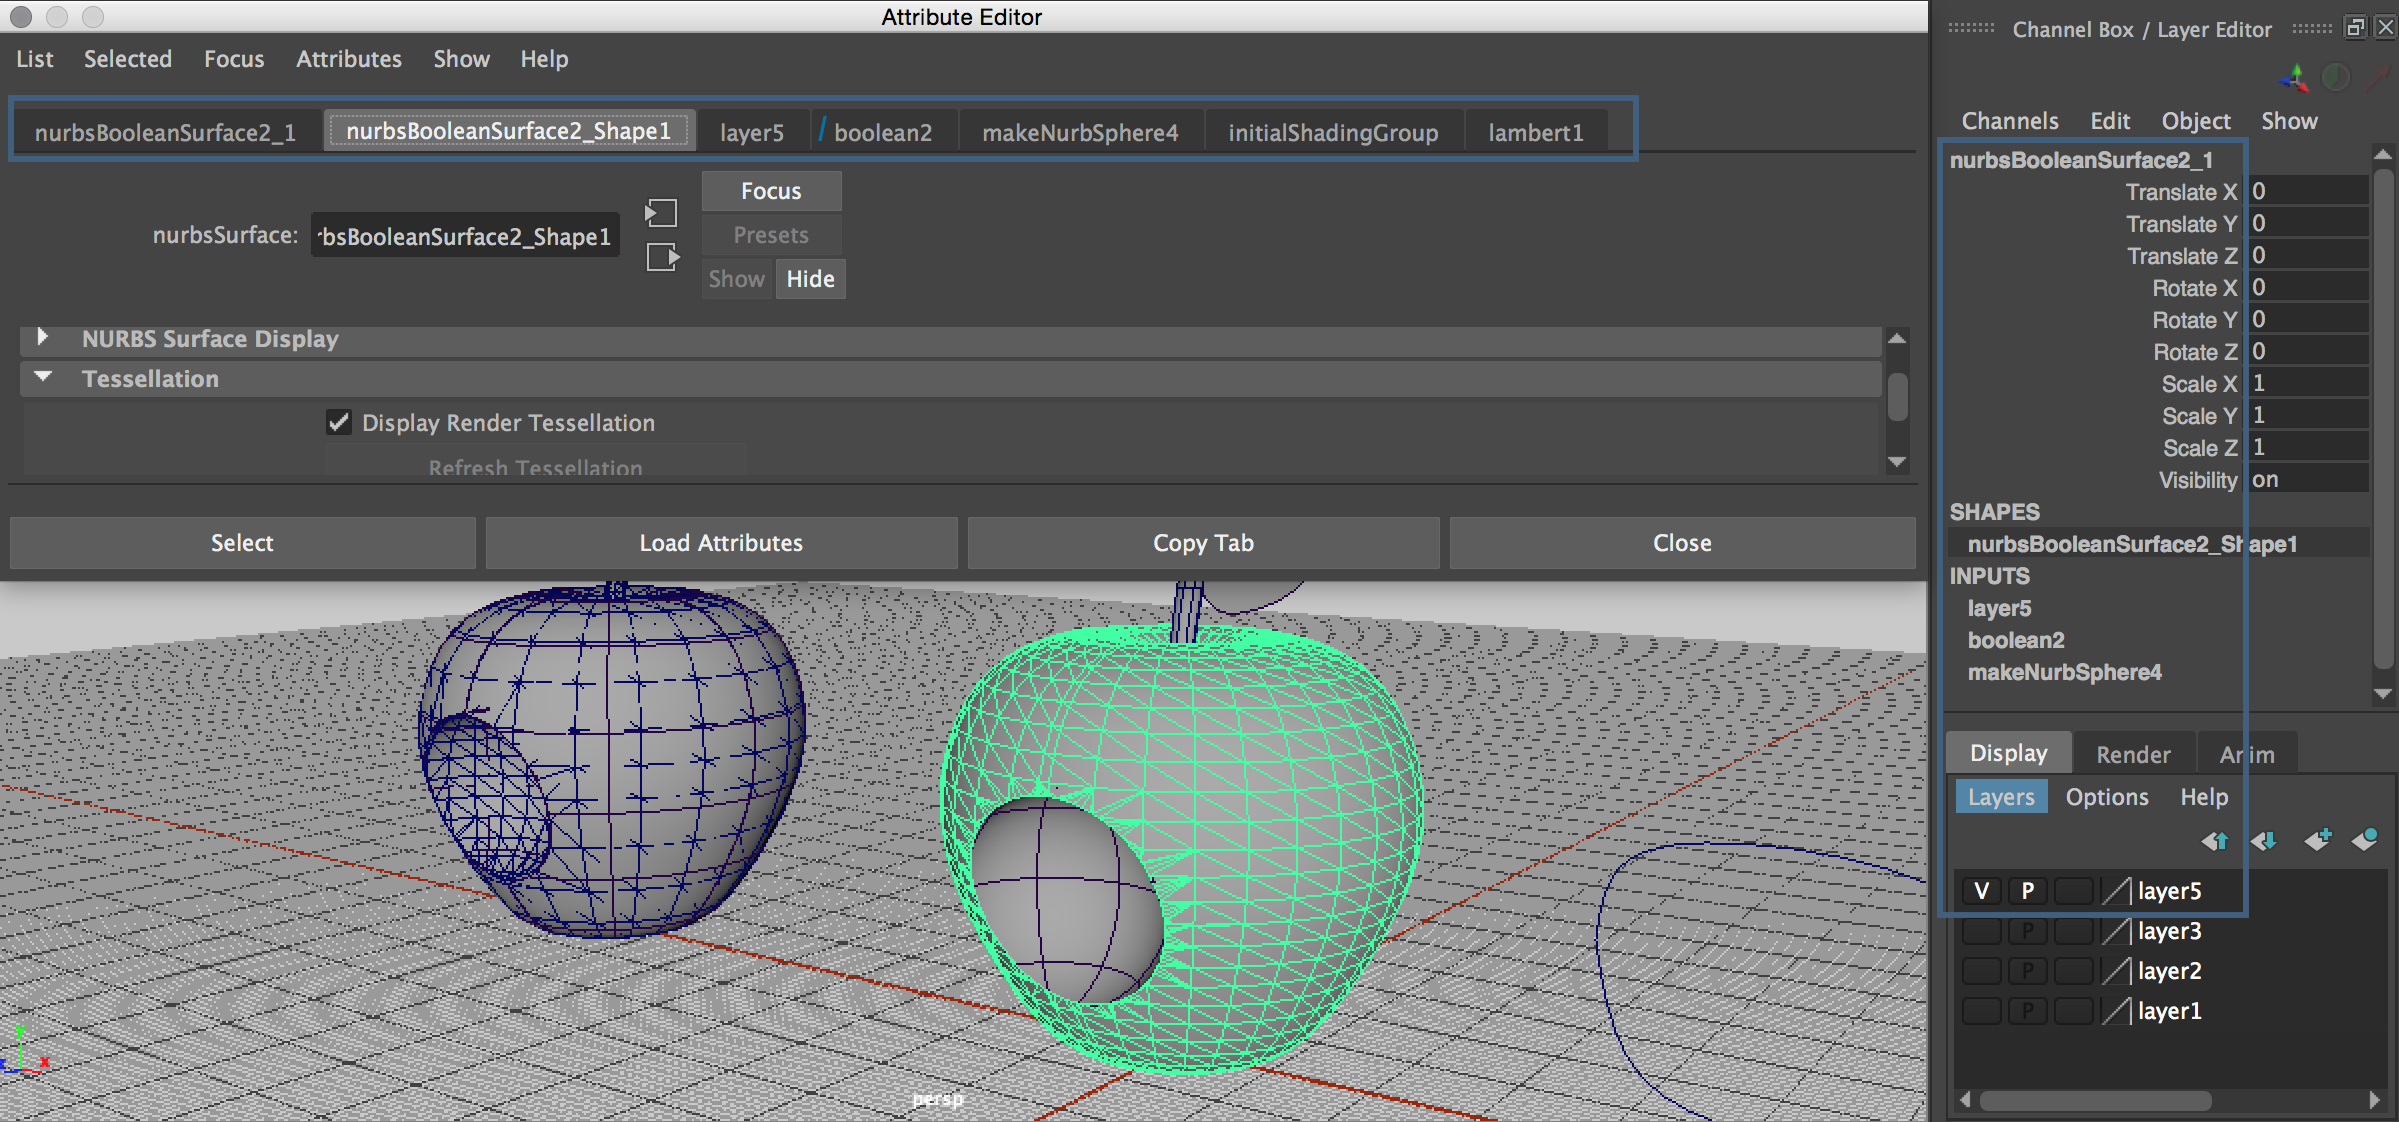 Attribute Editor
List Selected Focus Attributes Show Help
nurbsBooleanSurface2_1 nurbsBooleanSurface2_Shape1 layer5 boolean2 makeNurbSphere4 initialShadingGroup lambert1
Focus
nurbsSurface: rbsBooleanSurface2_Shape1 Presets
Show Hide
NURBS Surface Display
Tessellation
Display Render Tessellation
Refresh Tessellation
Select Load Attributes Copy Tab Close
persp
y
x
z
Channel Box / Layer Editor
Channels Edit Object Show
nurbsBooleanSurface2_1
Translate X 0
Translate Y 0
Translate Z 0
Rotate X 0
Rotate Y 0
Rotate Z 0
Scale X 1
Scale Y 1
Scale Z 1
Visibility on
SHAPES
nurbsBooleanSurface2_Shape1
INPUTS
layer5
boolean2
makeNurbSphere4
Display Render Anim
Layers Options Help
V P layer5
P layer3
P layer2
P layer1